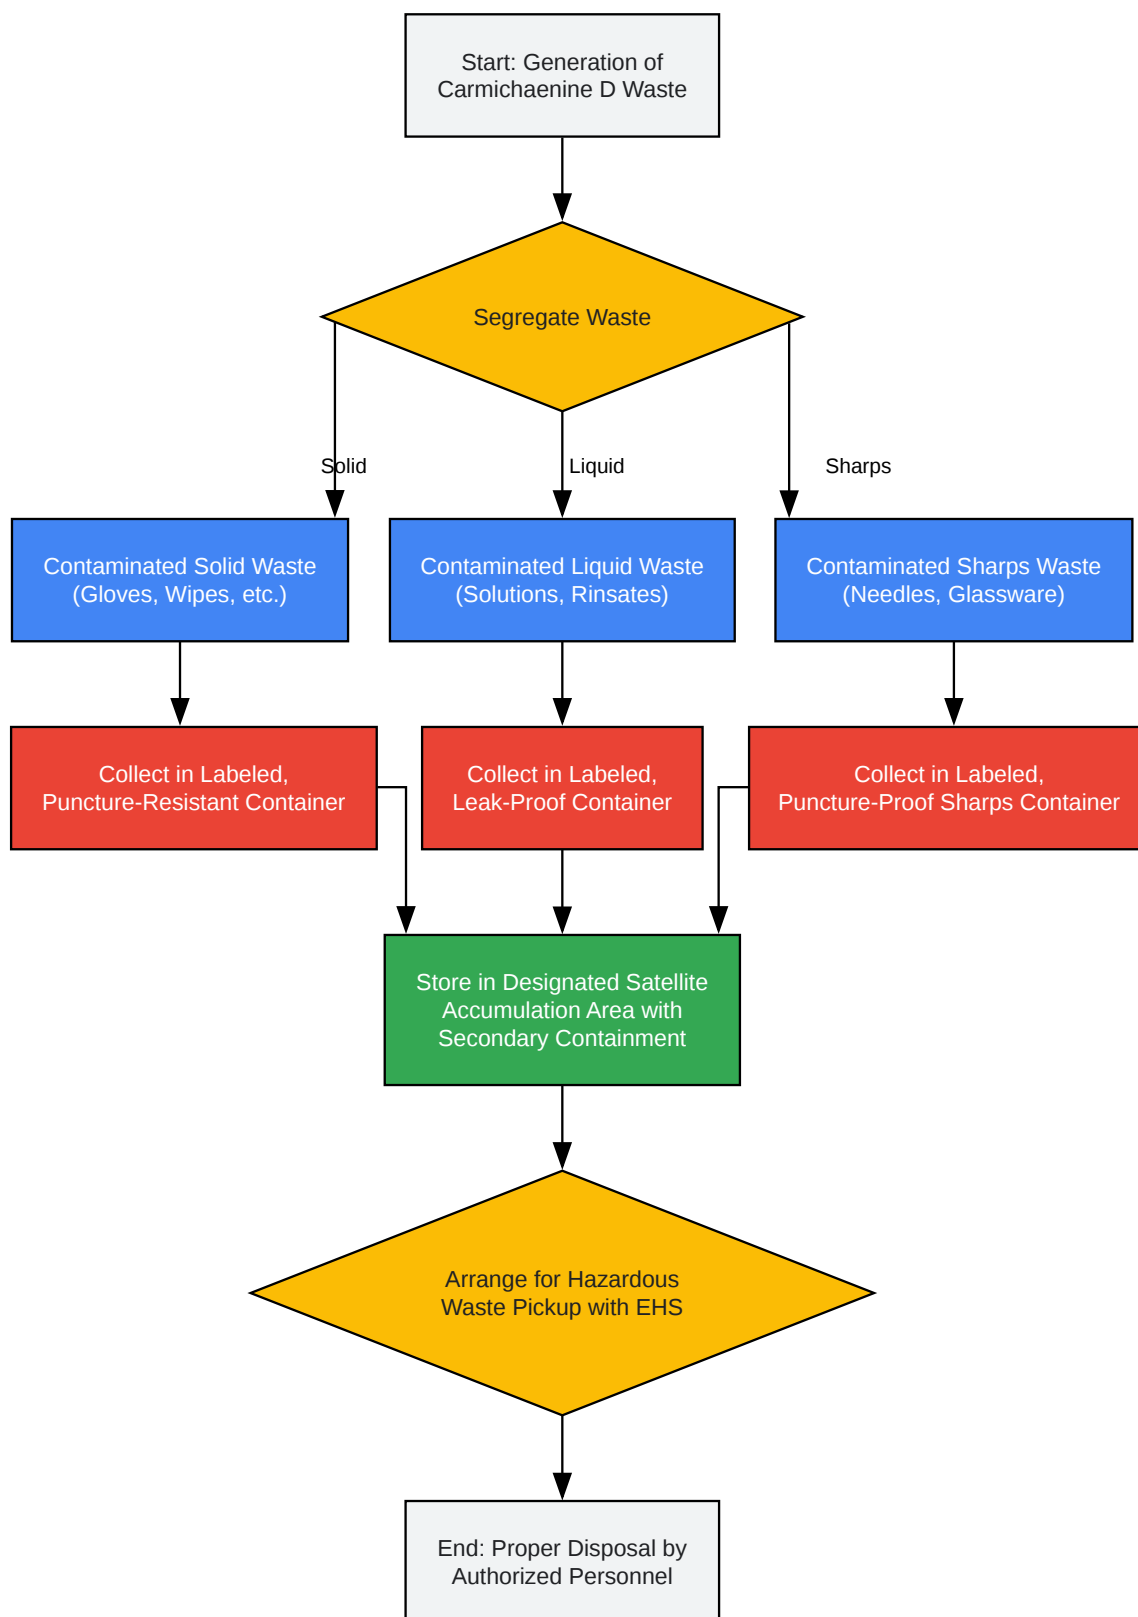 Start: Generation of
Carmichaenine D Waste
Segregate Waste
Solid
Liquid
Sharps
Contaminated Solid Waste
(Gloves, Wipes, etc.)
Contaminated Liquid Waste
(Solutions, Rinsates)
Contaminated Sharps Waste
(Needles, Glassware)
Collect in Labeled,
Puncture-Resistant Container
Collect in Labeled,
Leak-Proof Container
Collect in Labeled,
Puncture-Proof Sharps Container
Store in Designated Satellite
Accumulation Area with
Secondary Containment
Arrange for Hazardous
Waste Pickup with EHS
End: Proper Disposal by
Authorized Personnel